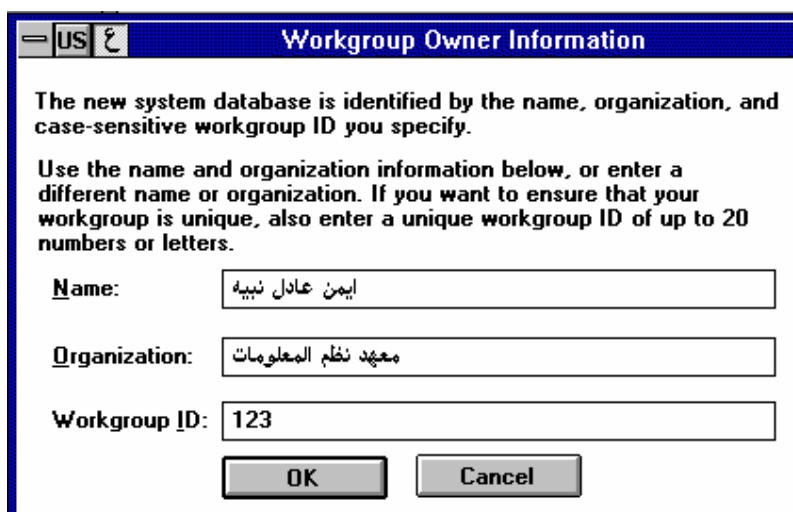 US ع Workgroup Owner Information
The new system database is identified by the name, organization, and
case-sensitive workgroup ID you specify.
Use the name and organization information below, or enter a
different name or organization. If you want to ensure that your
workgroup is unique, also enter a unique workgroup ID of up to 20
numbers or letters.
Name: ايمن عادل نبيه
Organization: معهد نظم المعلومات
Workgroup ID: 123
OK Cancel